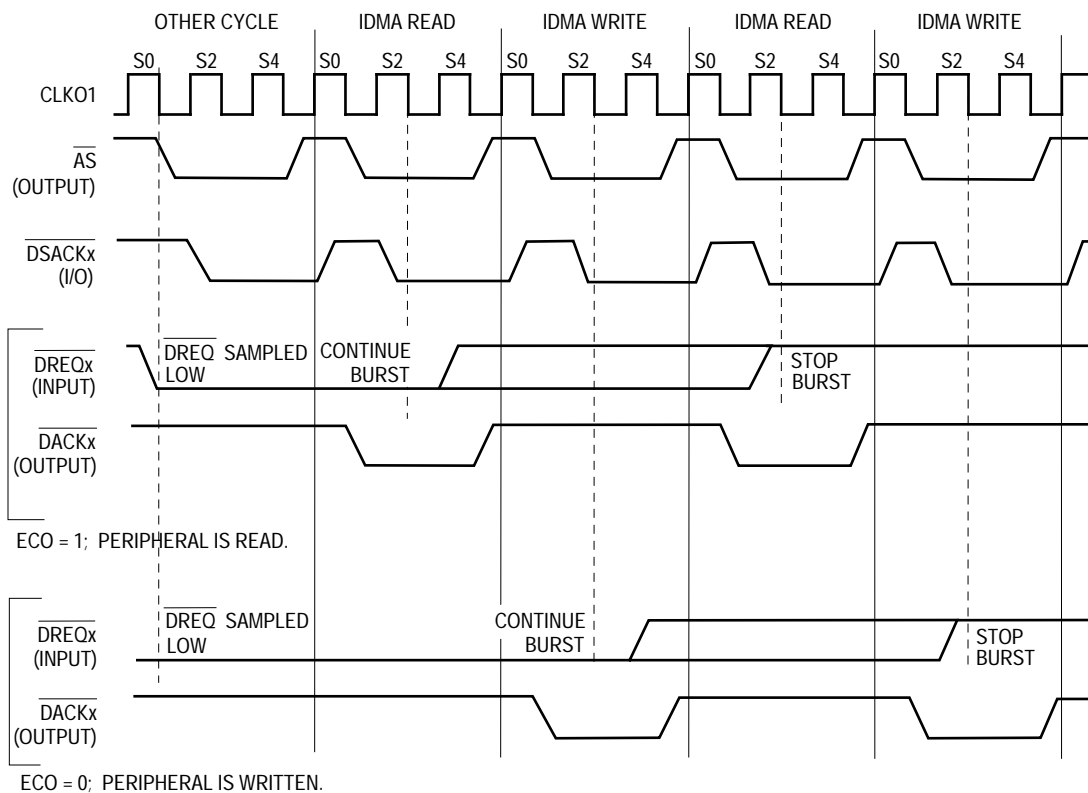 OTHER CYCLE IDMA READ IDMA WRITE IDMA READ IDMA WRITE
S0 S2 S4 S0 S2 S4 S0 S2 S4 S0 S2 S4 S0 S2 S4
CLKO1
AS
(OUTPUT)
DSACKx
(I/O)
DREQx
(INPUT)
DREQ SAMPLED
LOW
CONTINUE
BURST
STOP
BURST
DACKx
(OUTPUT)
ECO = 1; PERIPHERAL IS READ.
DREQx
(INPUT)
DREQ SAMPLED
LOW
CONTINUE
BURST
STOP
BURST
DACKx
(OUTPUT)
ECO = 0; PERIPHERAL IS WRITTEN.